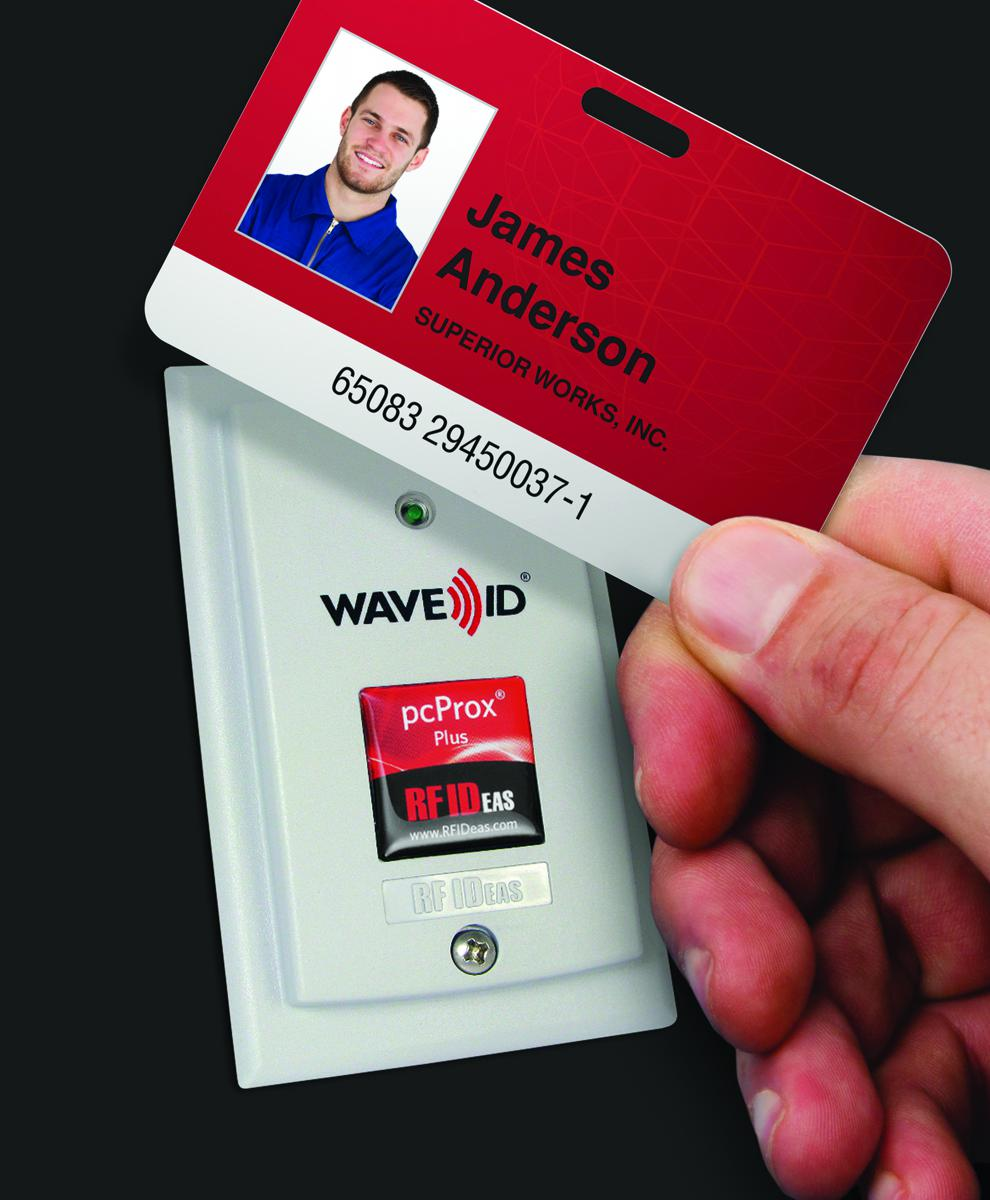 James
Anderson
SUPERIOR WORKS, INC.
65083 29450037-1
WAVE ID®
pcProx®
Plus
RF IDEAS
www.RFIDeas.com
RF IDEAS